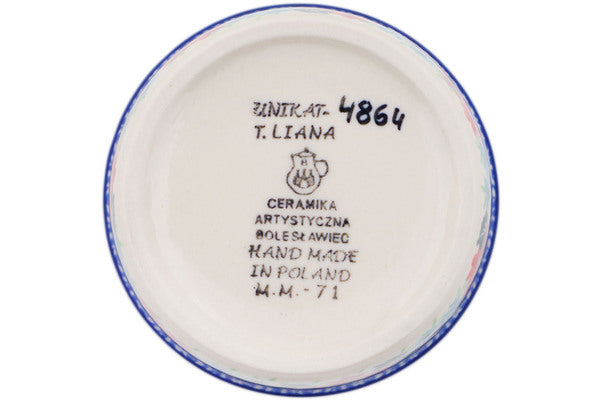 UNIKAT- 4864
T. LIANA
B
CERAMIKA
ARTYSTYCZNA
BOLESŁAWIEC
HAND MADE
IN POLAND
M.M.-71